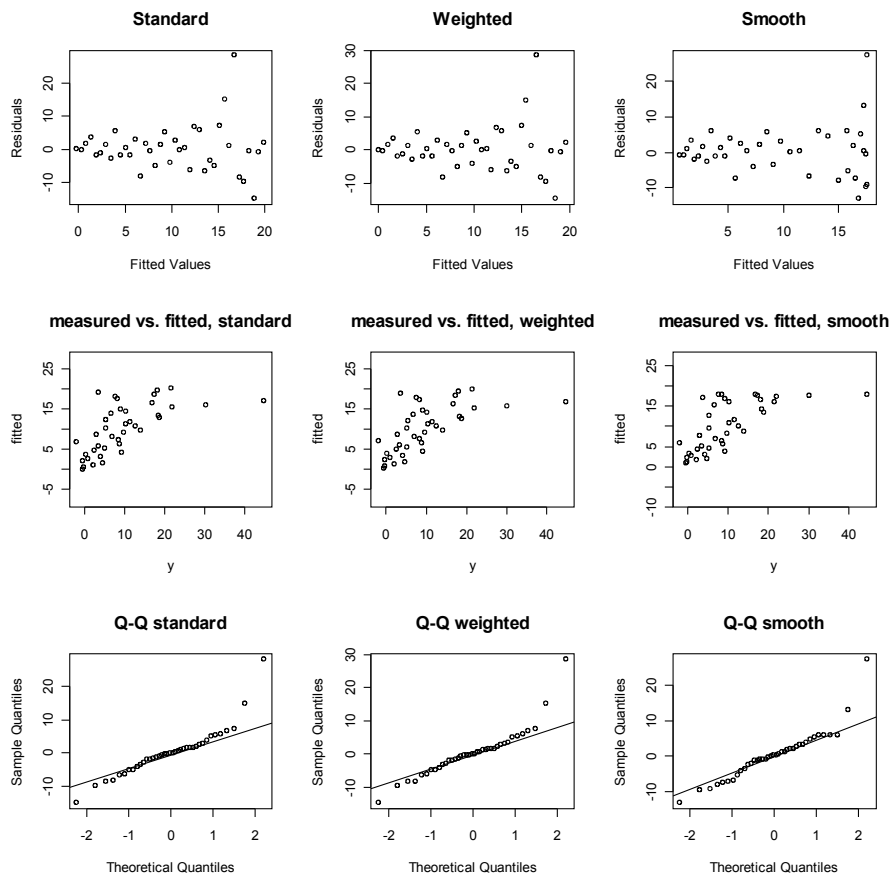 Standard
Weighted
Smooth
Residuals
-10 0 10 20
0 5 10 15 20
Fitted Values
Residuals
-10 0 10 20 30
0 5 10 15 20
Fitted Values
Residuals
-10 0 10 20
5 10 15
Fitted Values
measured vs. fitted, standard
measured vs. fitted, weighted
measured vs. fitted, smooth
fitted
-5 5 15 25
0 10 20 30 40
y
fitted
-5 5 15 25
0 10 20 30 40
y
fitted
-10 0 5 15 25
0 10 20 30 40
y
Q-Q standard
Q-Q weighted
Q-Q smooth
Sample Quantiles
-10 0 10 20
-2 -1 0 1 2
Theoretical Quantiles
Sample Quantiles
-10 0 10 20 30
-2 -1 0 1 2
Theoretical Quantiles
Sample Quantiles
-10 0 10 20
-2 -1 0 1 2
Theoretical Quantiles